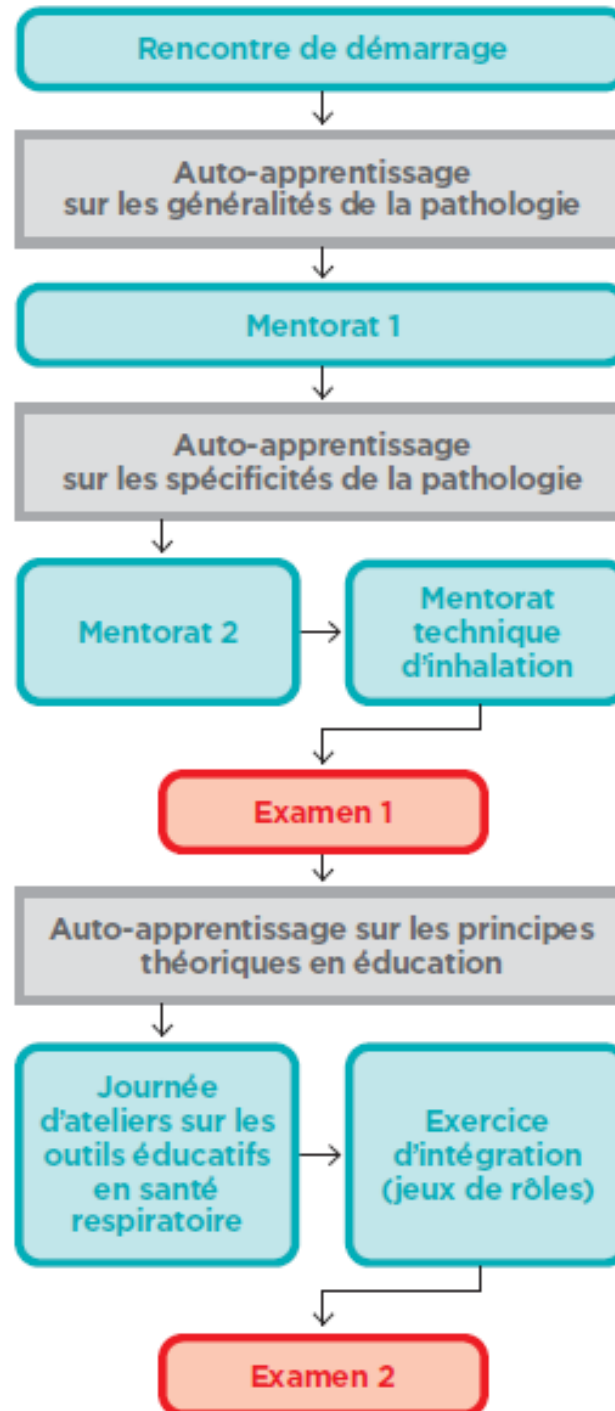 Rencontre de démarrage
Auto-apprentissage
sur les généralités de la pathologie
Mentorat 1
Auto-apprentissage
sur les spécificités de la pathologie
Mentorat 2
Mentorat
technique
d'inhalation
Examen 1
Auto-apprentissage sur les principes
théoriques en éducation
Journée
d'ateliers sur les
outils éducatifs
en santé
respiratoire
Exercice
d'intégration
(jeux de rôles)
Examen 2